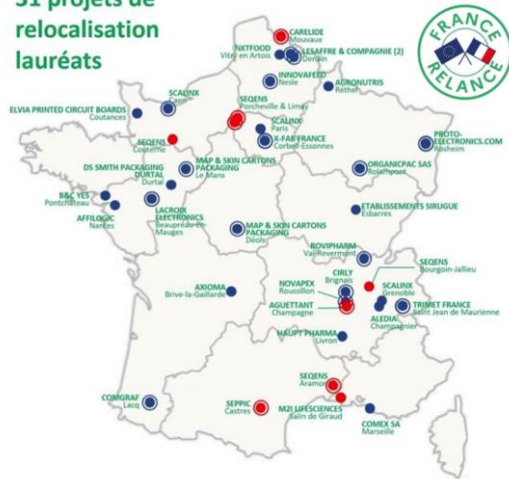 31 projets de
relocalisation
lauréats
FRANCE
RELANCE
CARELIDE
Mouvaux
NXTFOOD
Vitry en Artois
LESAFFRE & COMPAGNIE (2)
Denain
INNOVAFEED
Nesle
AGRONUTRIS
Rethel
SCALINX
Caen
ELVIA PRINTED CIRCUIT BOARDS
Coutances
SEQENS
Porcheville & Limay
SCALINX
Paris
X-FAB FRANCE
Corbeil-Essonnes
PROTO-
ELECTRONICS.COM
Rosheim
SEQENS
Couterne
ORGANICPAC SAS
Rolampont
MAP & SKIN CARTONS
PACKAGING
Le Mans
DS SMITH PACKAGING
DURTAL
Durtal
B&C YES
Pontchâteau
AFFILOGIC
Nantes
LACROIX
ELECTRONICS
Beaupréau-en-
Mauges
MAP & SKIN CARTONS
PACKAGING
Déols
ETABLISSEMENTS SIRUGUE
Esbarres
ROVIPHARM
Val-Revermont
SEQENS
Bourgoin-Jallieu
CIRLY
Brignais
NOVAPEX
Roussillon
AGUETTANT
Champagne
SCALINX
Grenoble
TRIMET FRANCE
Saint Jean de Maurienne
ALEDIA
Champagnier
AXIOMA
Brive-la-Gaillarde
HAUPT PHARMA
Livron
SEQENS
Aramon
COMGRAF
Lacq
SEPPIC
Castres
M2I LIFESCIENCES
Salin de Giraud
COMEX SA
Marseille